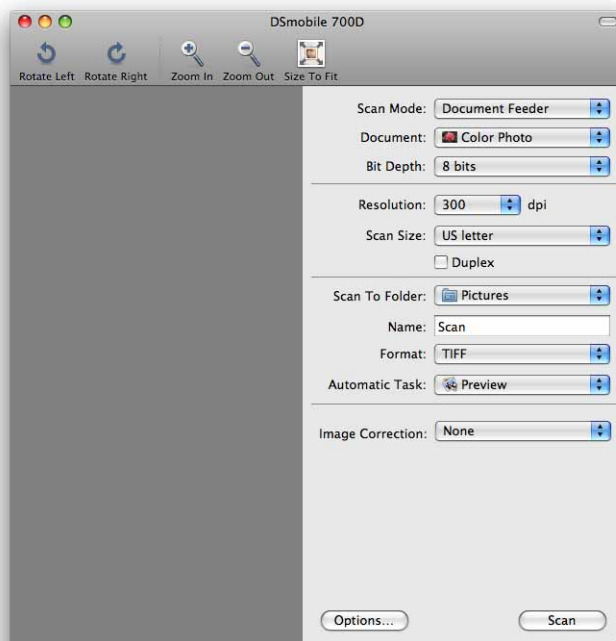 DSmobile 700D
Rotate Left Rotate Right Zoom In Zoom Out Size To Fit
Scan Mode: Document Feeder
Document: Color Photo
Bit Depth: 8 bits
Resolution: 300 dpi
Scan Size: US letter
Duplex
Scan To Folder: Pictures
Name: Scan
Format: TIFF
Automatic Task: Preview
Image Correction: None
Options... Scan